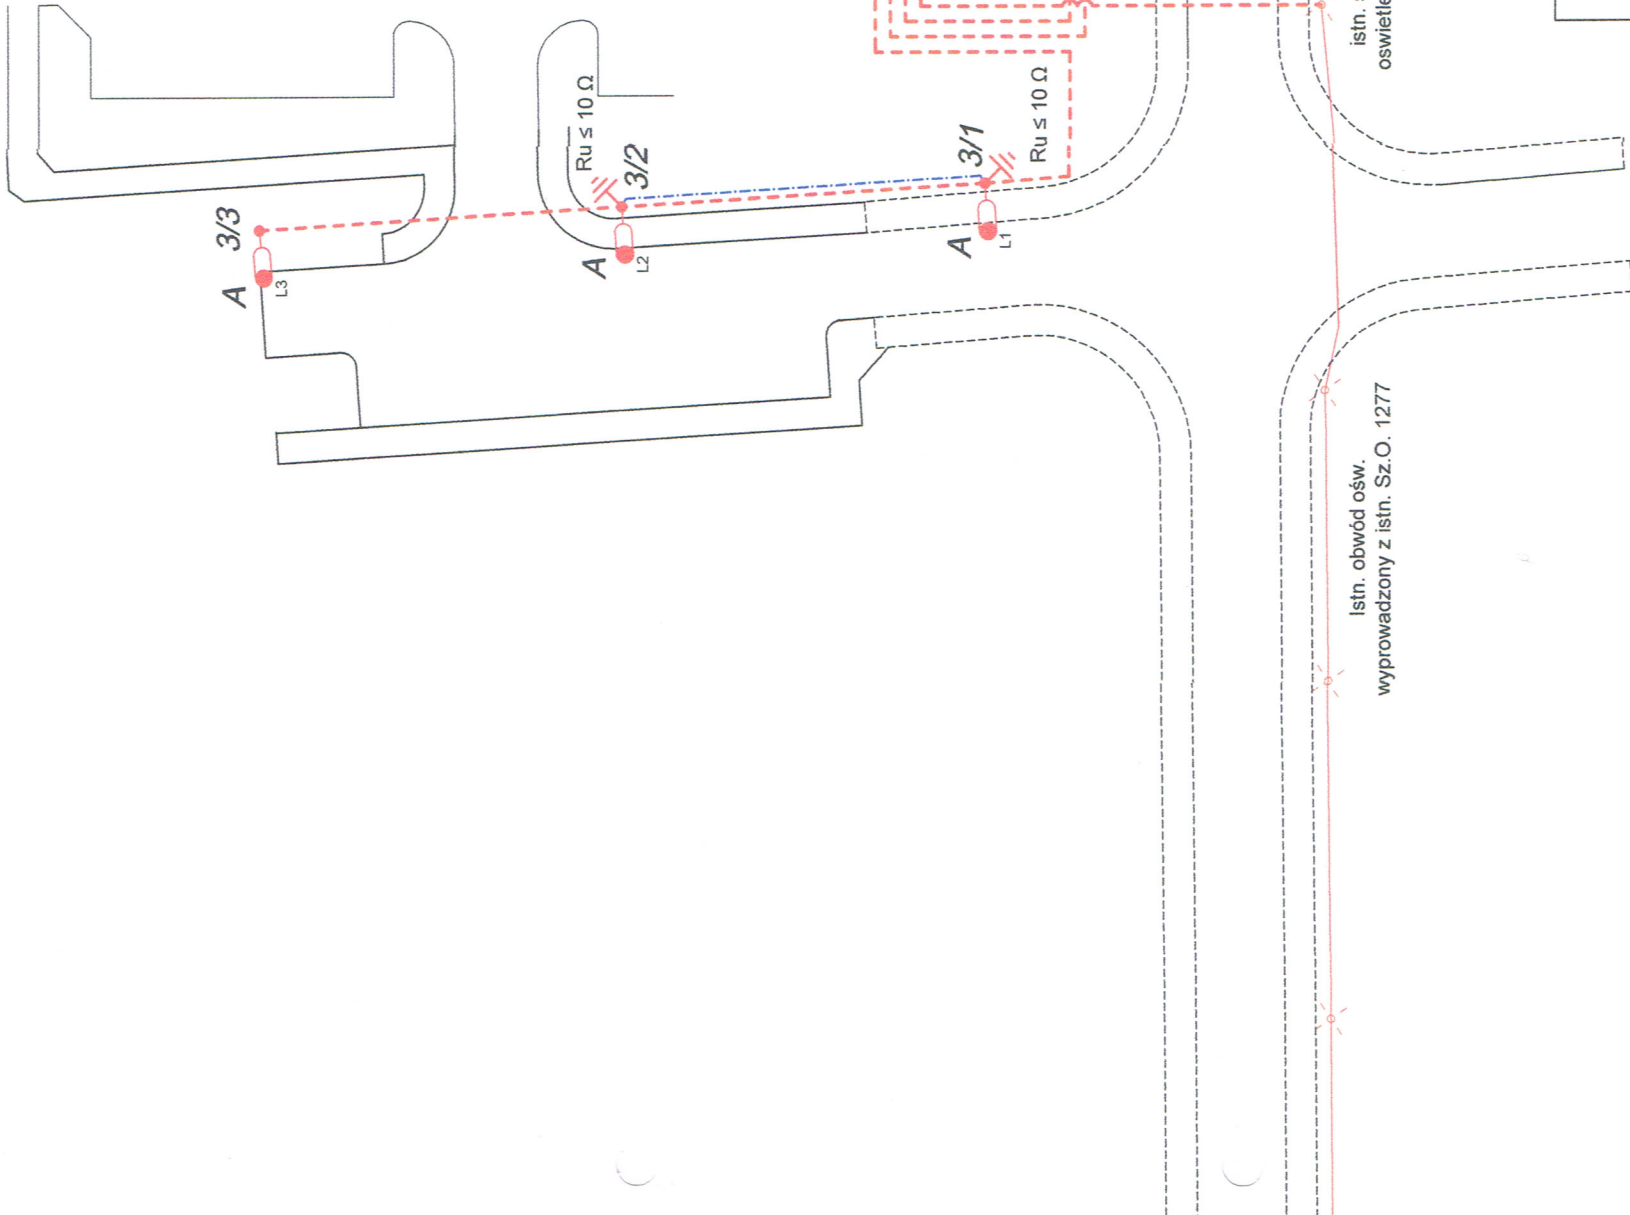 3/3
A
L3
Ru ≤ 10 Ω
3/2
A
L2
3/1
Ru ≤ 10 Ω
A
L1
istn.
Istn. obwód ośw.
wyprowadzony z istn. Sz.O. 1277